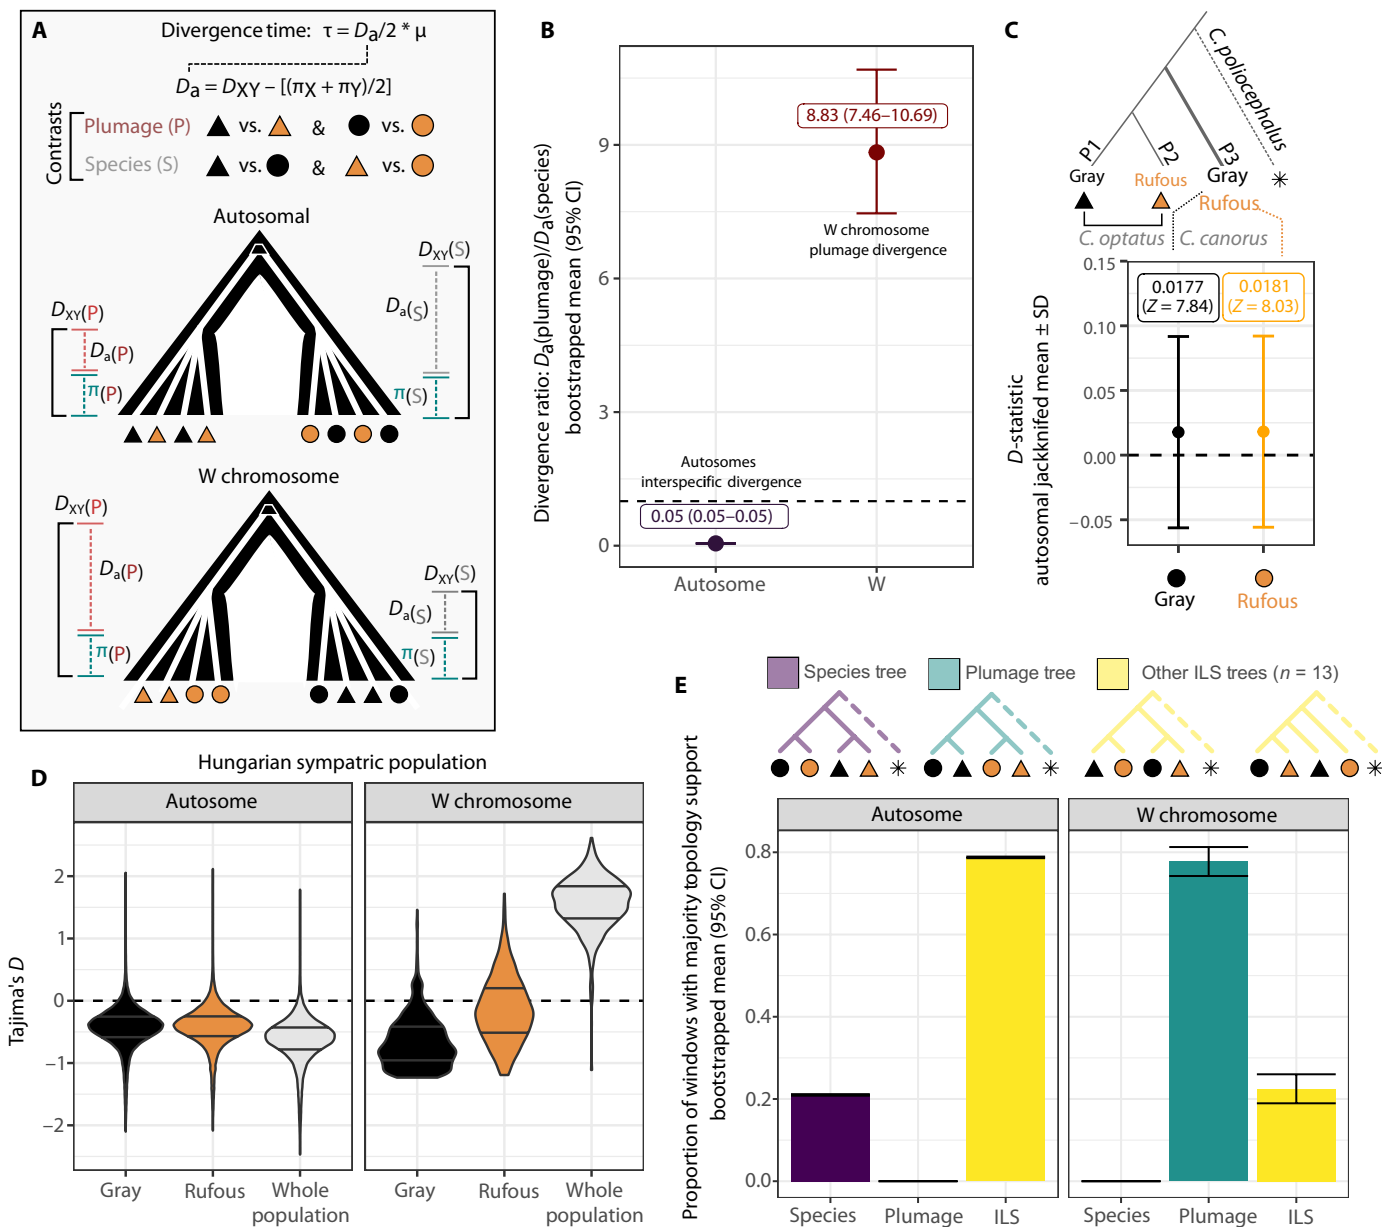 A
Divergence time: τ = Da/2 * μ
Da = DXY – [(πX + πY)/2]
Contrasts
Plumage (P)
vs.
&
vs.
Species (S)
vs.
&
vs.
Autosomal
DXY(S)
Da(S)
π(S)
DXY(P)
Da(P)
π(P)
W chromosome
DXY(P)
Da(P)
π(P)
DXY(S)
Da(S)
π(S)
B
Divergence ratio: Da(plumage)/Da(species)
bootstrapped mean (95% CI)
9
6
3
0
8.83 (7.46–10.69)
W chromosome
plumage divergence
Autosomes
interspecific divergence
0.05 (0.05–0.05)
Autosome
W
C
C. poliocephalus
P1
P2
P3
Gray
Rufous
Gray
Rufous
C. optatus
C. canorus
D-statistic
autosomal jackknifed mean ± SD
0.15
0.10
0.05
0.00
−0.05
0.0177
(Z = 7.84)
0.0181
(Z = 8.03)
Gray
Rufous
D
Hungarian sympatric population
Autosome
W chromosome
Tajima's D
2
1
0
−1
−2
Gray
Rufous
Whole
population
Gray
Rufous
Whole
population
E
Species tree
Plumage tree
Other ILS trees (n = 13)
Proportion of windows with majority topology support
bootstrapped mean (95% CI)
Autosome
W chromosome
0.8
0.6
0.4
0.2
0.0
Species
Plumage
ILS
Species
Plumage
ILS